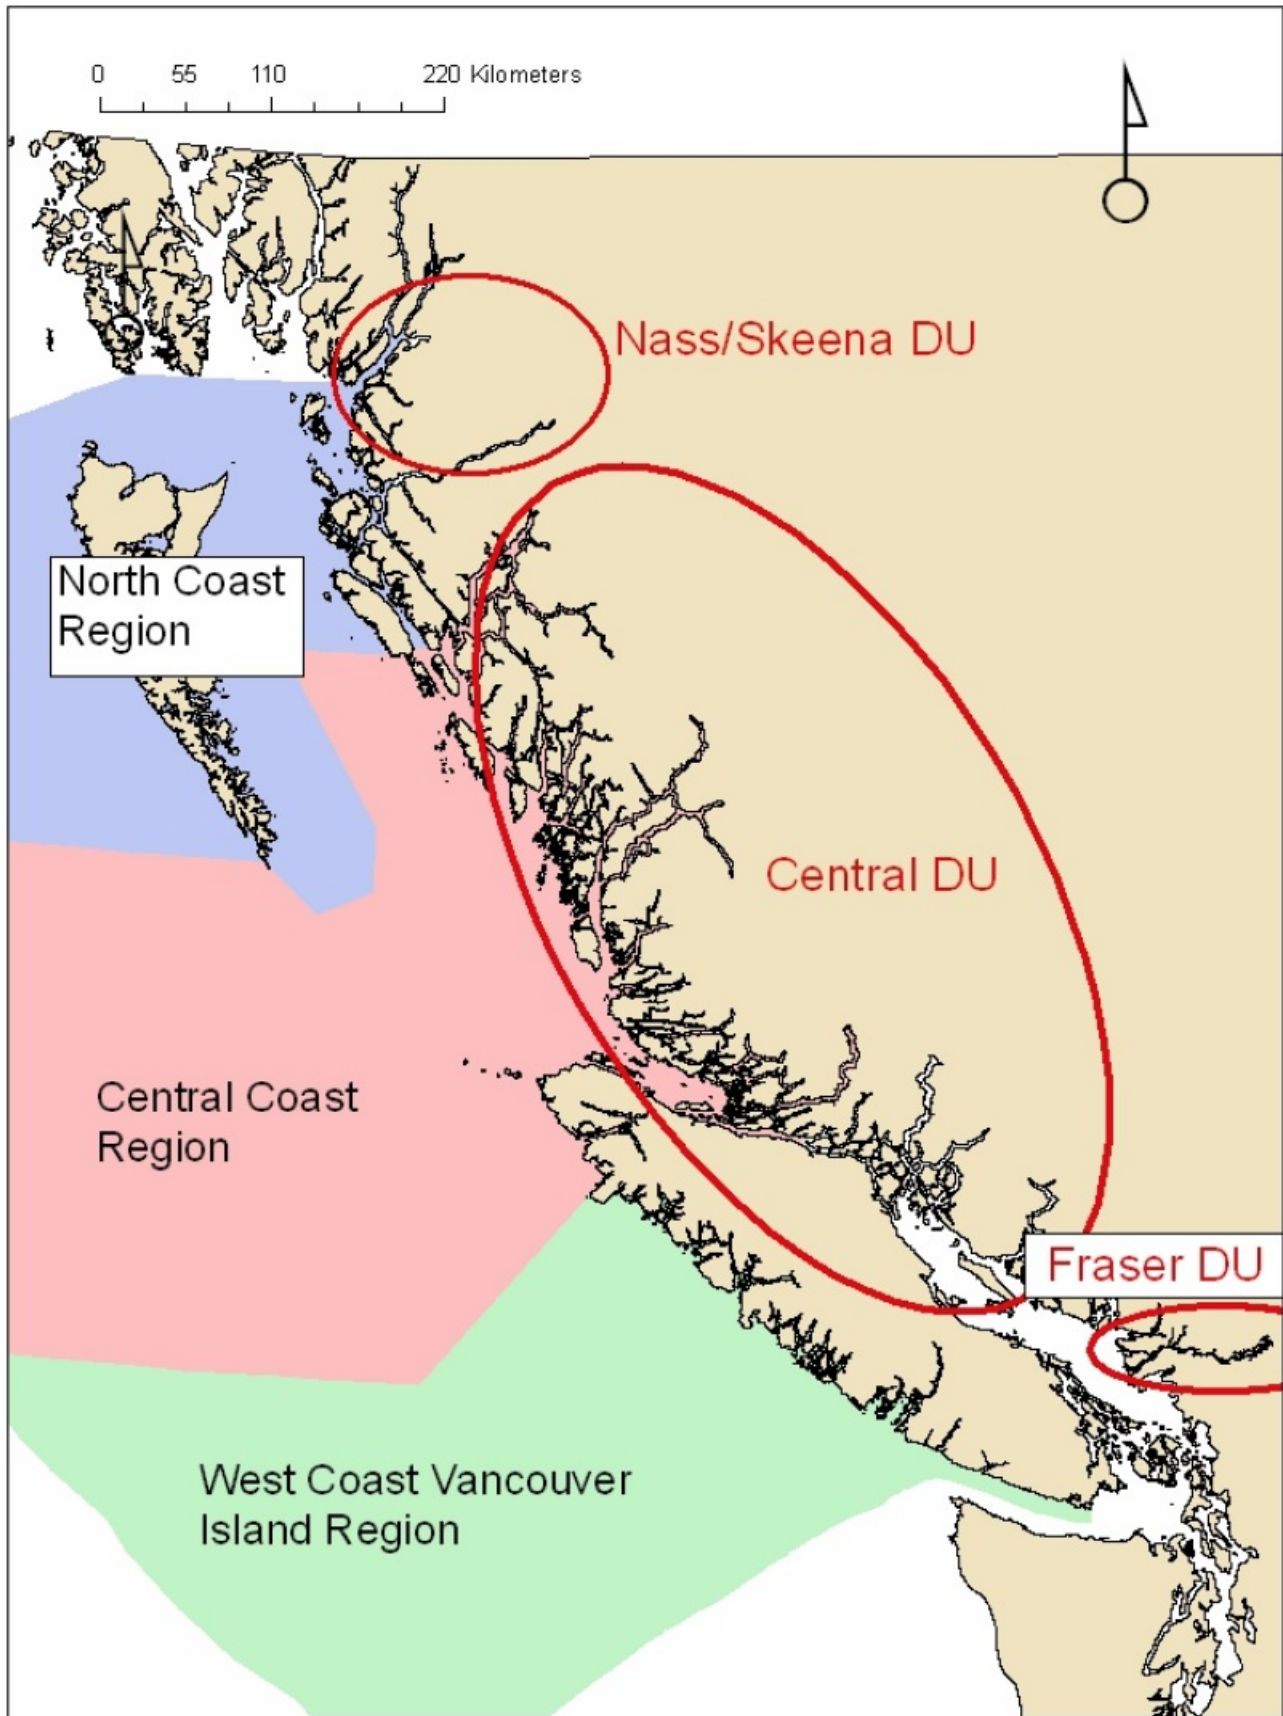 0 55 110 220 Kilometers
Nass/Skeena DU
North Coast
Region
Central DU
Central Coast
Region
Fraser DU
West Coast Vancouver
Island Region